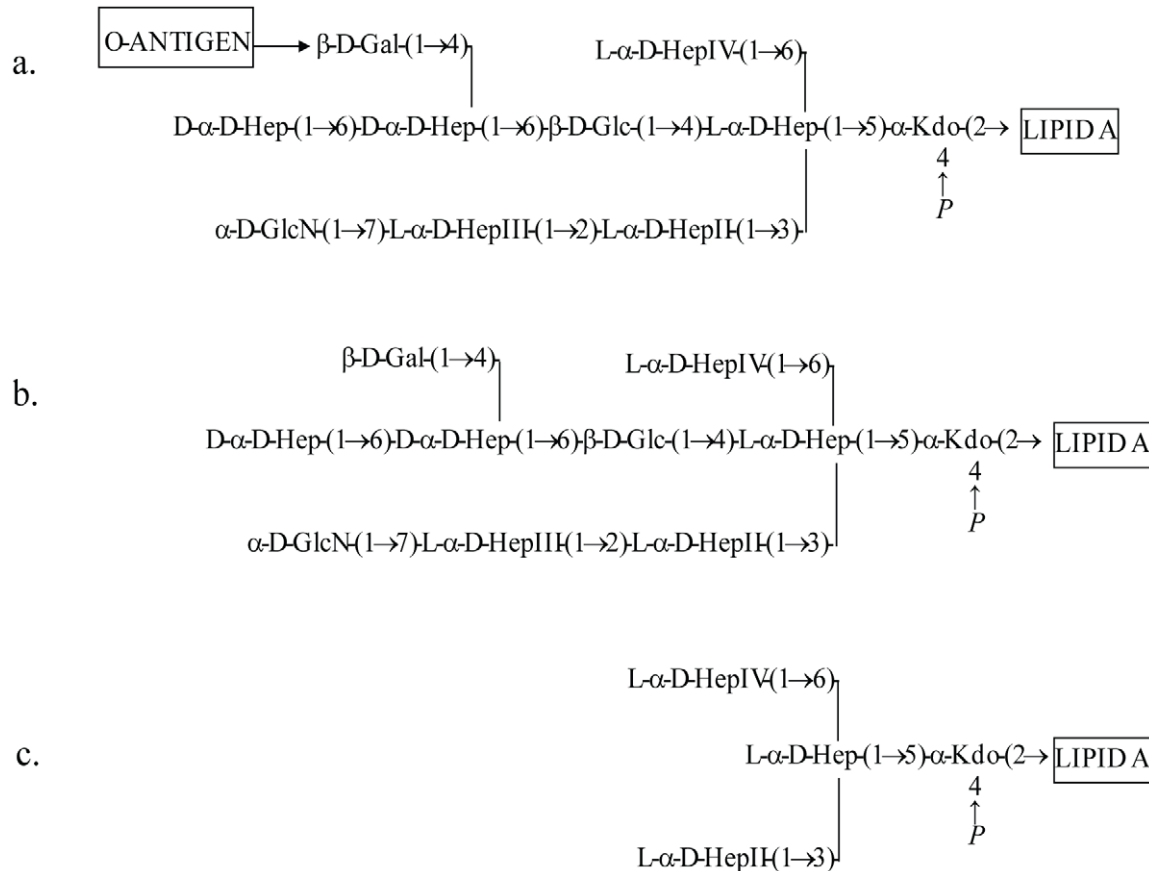 a.
O-ANTIGEN → β-D-Gal-(1→4) L-α-D-HepIV-(1→6)
D-α-D-Hep-(1→6)-D-α-D-Hep-(1→6)-β-D-Glc-(1→4)-L-α-D-Hep-(1→5)-α-Kdo-(2→ LIPID A
4
↑
P
α-D-GlcN-(1→7)-L-α-D-HepIII-(1→2)-L-α-D-HepII-(1→3)-
b.
β-D-Gal-(1→4) L-α-D-HepIV-(1→6)
D-α-D-Hep-(1→6)-D-α-D-Hep-(1→6)-β-D-Glc-(1→4)-L-α-D-Hep-(1→5)-α-Kdo-(2→ LIPID A
4
↑
P
α-D-GlcN-(1→7)-L-α-D-HepIII-(1→2)-L-α-D-HepII-(1→3)-
c.
L-α-D-HepIV-(1→6)
L-α-D-Hep-(1→5)-α-Kdo-(2→ LIPID A
4
↑
P
L-α-D-HepII-(1→3)-